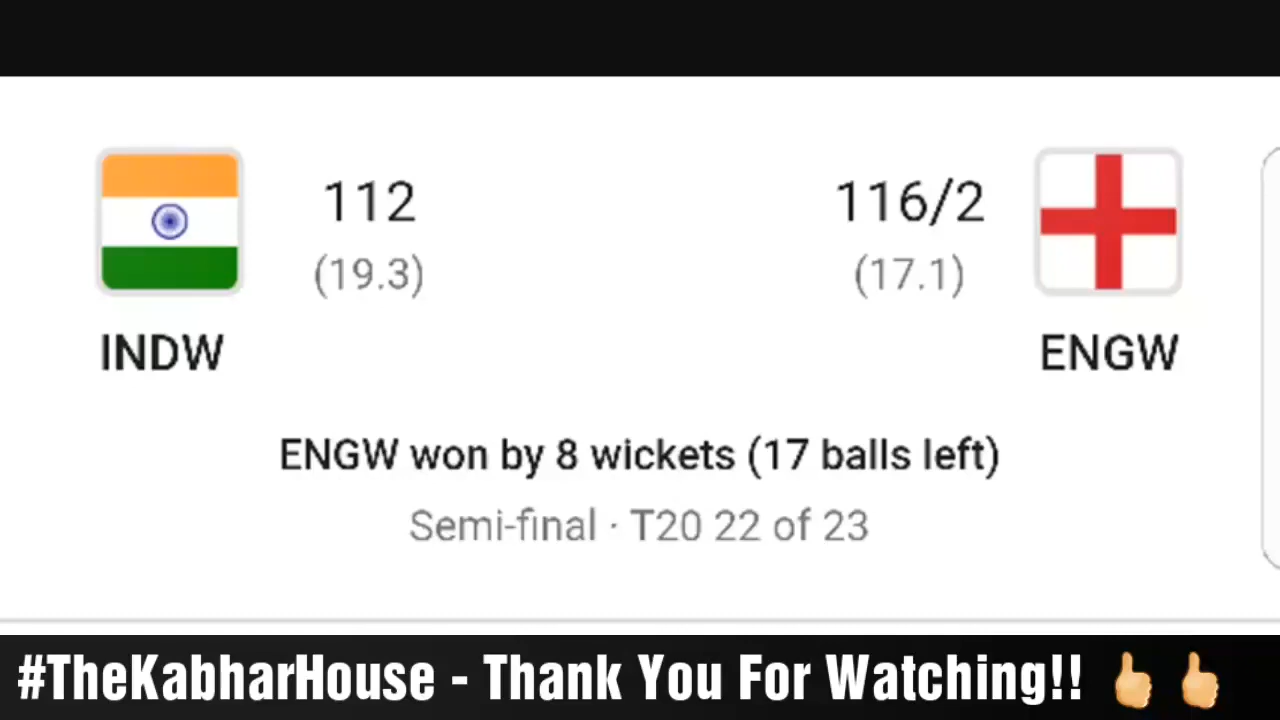 112
116/2
(19.3)
(17.1)
INDW
ENGW
ENGW won by 8 wickets (17 balls left)
Semi-final · T20 22 of 23
#TheKabharHouse - Thank You For Watching!! 👍 👍